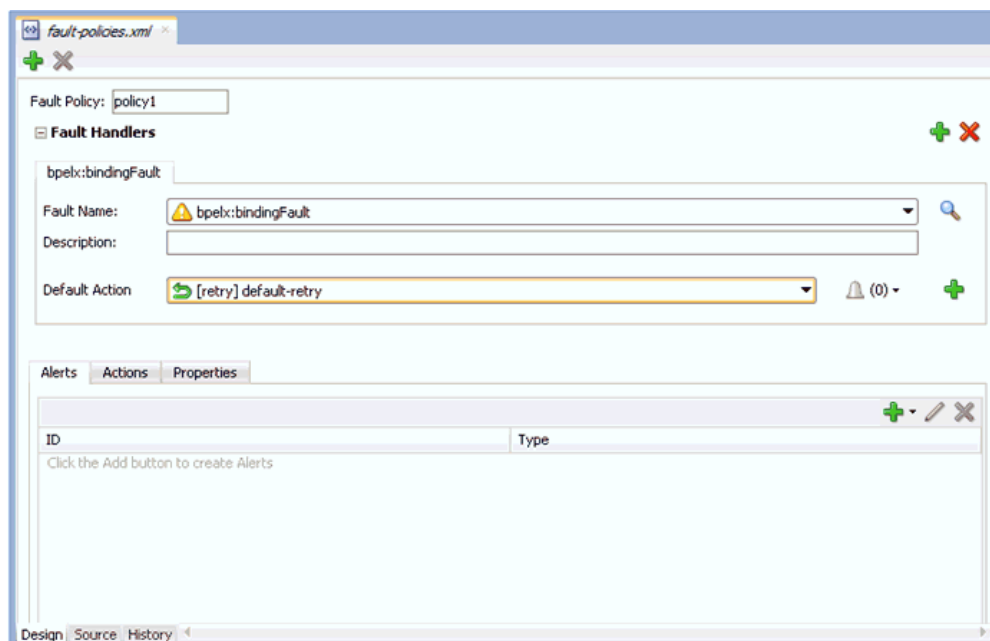 fault-policies.xml
Fault Policy: policy1
Fault Handlers
bpelx:bindingFault
Fault Name: bpelx:bindingFault
Description:
Default Action [retry] default-retry (0)
Alerts Actions Properties
ID Type
Click the Add button to create Alerts
Design Source History